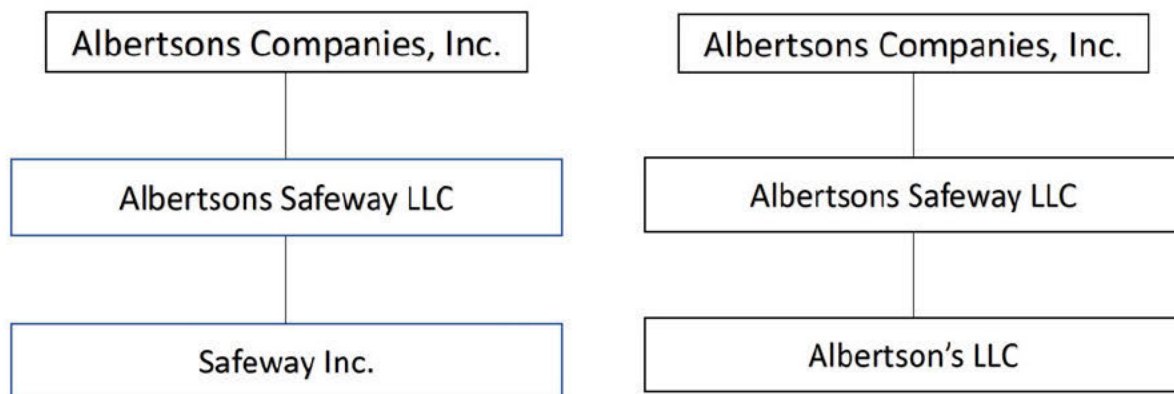 Albertsons Companies, Inc.
Albertsons Safeway LLC
Safeway Inc.
Albertsons Companies, Inc.
Albertsons Safeway LLC
Albertson’s LLC